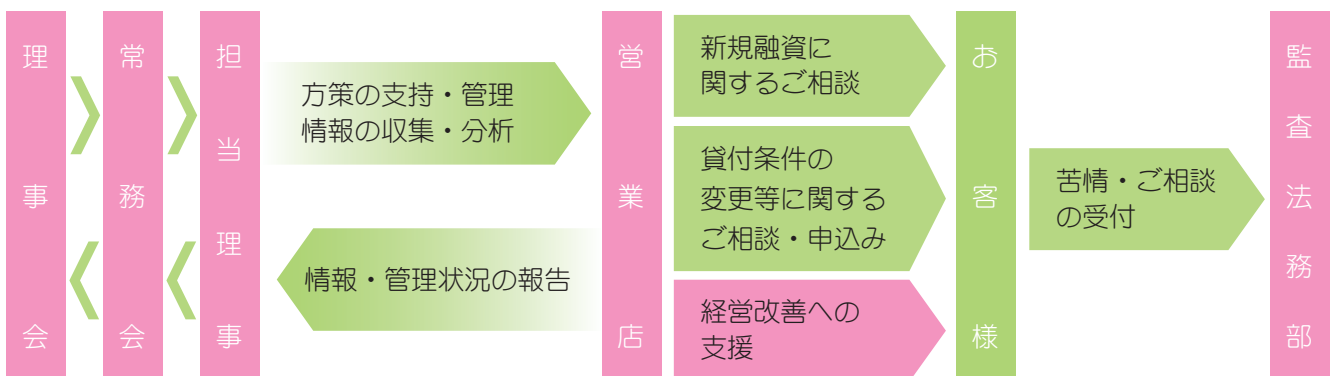 理事会
常務会
担当理事
方策の支持・管理
情報の収集・分析
情報・管理状況の報告
営業店
新規融資に
関するご相談
貸付条件の
変更等に関する
ご相談・申込み
経営改善への
支援
お客様
苦情・ご相談
の受付
監査法務部